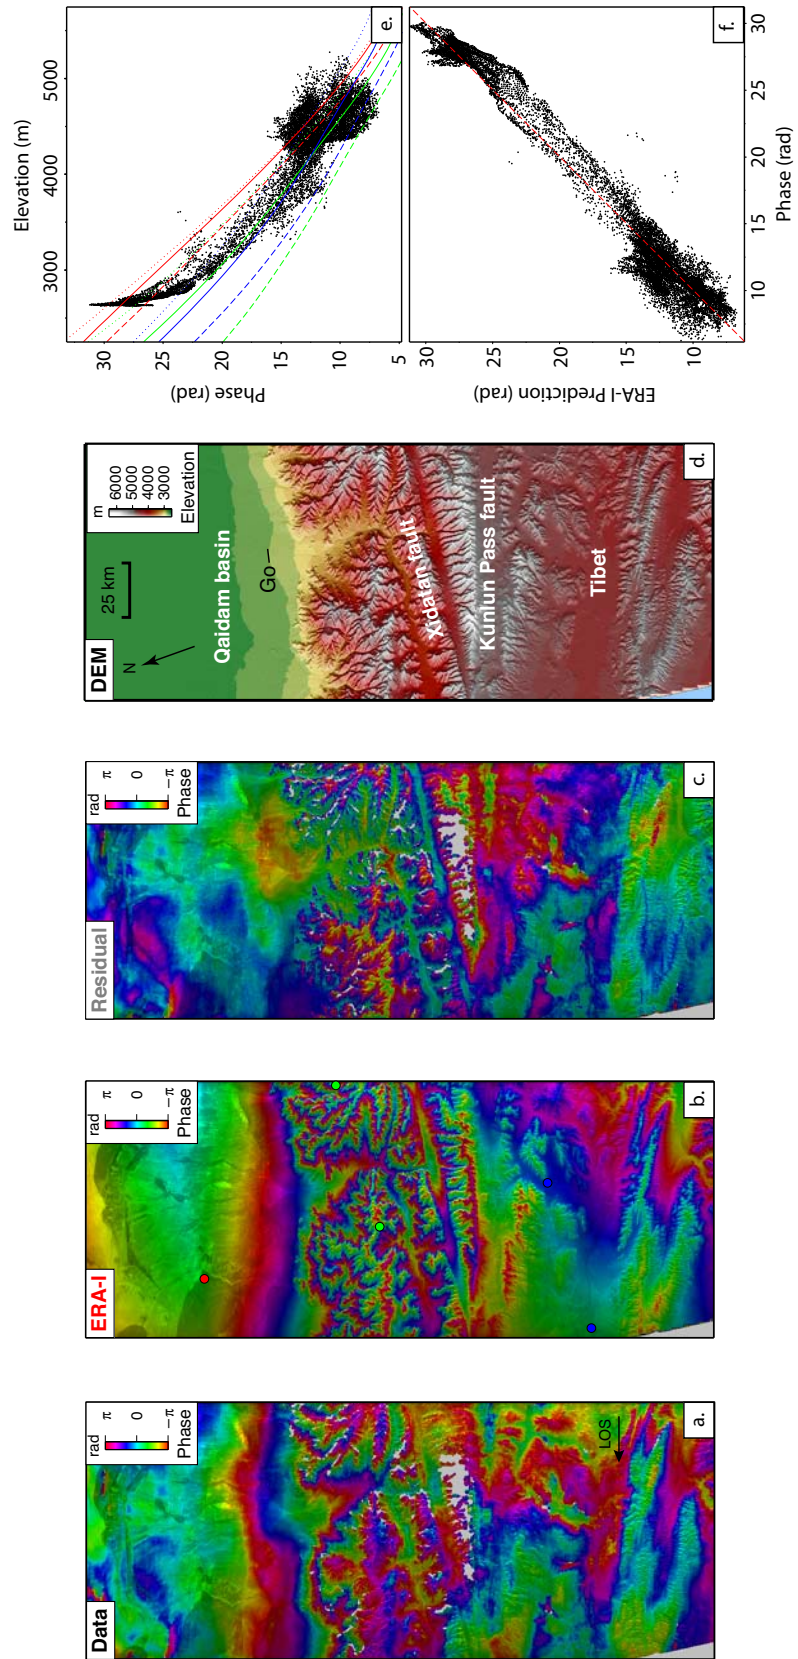 Data
rad
π
0
−π
Phase
LOS
a.
ERA-I
rad
π
0
−π
Phase
b.
Residual
rad
π
0
−π
Phase
c.
DEM
N
25 km
m
6000
5000
4000
3000
Elevation
Qaidam basin
Go
Xidatan fault
Kunlun Pass fault
Tibet
d.
Elevation (m)
3000
4000
5000
Phase (rad)
30
25
20
15
10
5
e.
ERA-I Prediction (rad)
30
25
20
15
10
Phase (rad)
10
15
20
25
30
f.